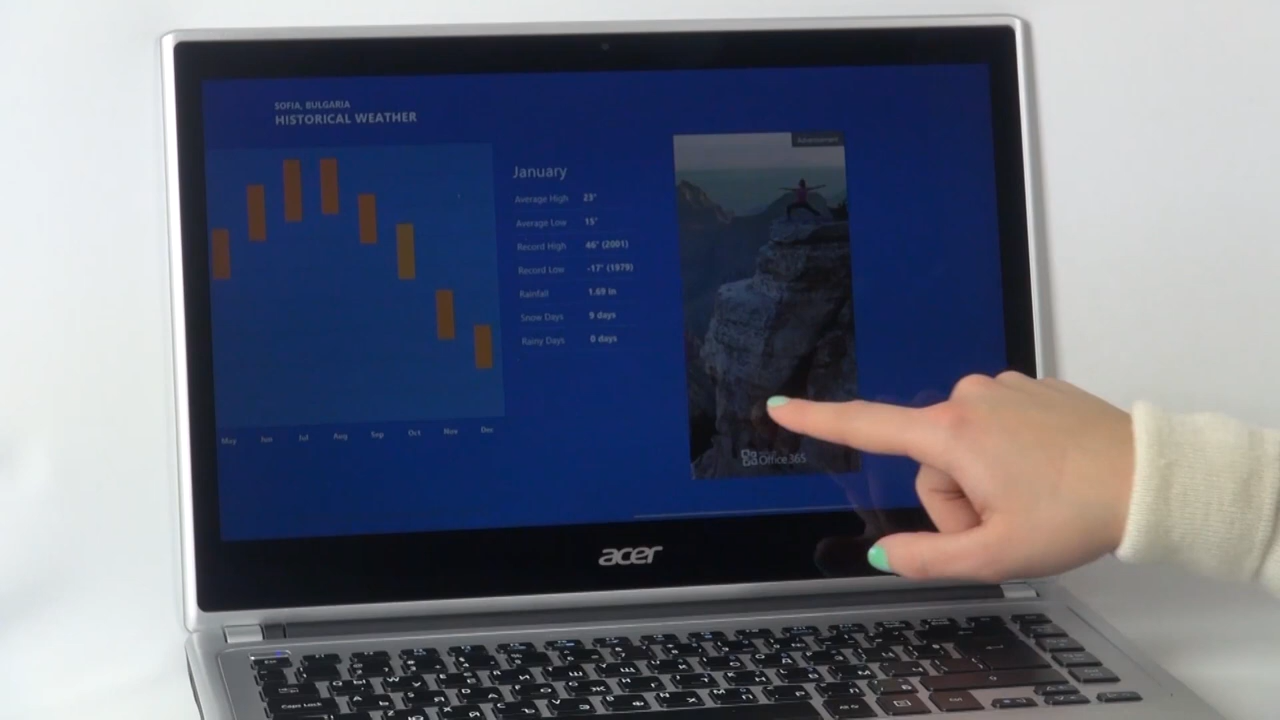 SOFIA, BULGARIA
HISTORICAL WEATHER
January
Average High 23°
Average Low 15°
Record High 46° (2001)
Record Low -17° (1979)
Rainfall 1.69 in
Snow Days 9 days
Rainy Days 0 days
May Jun Jul Aug Sep Oct Nov Dec
Advertisement
Office 365
acer
Caps Lock